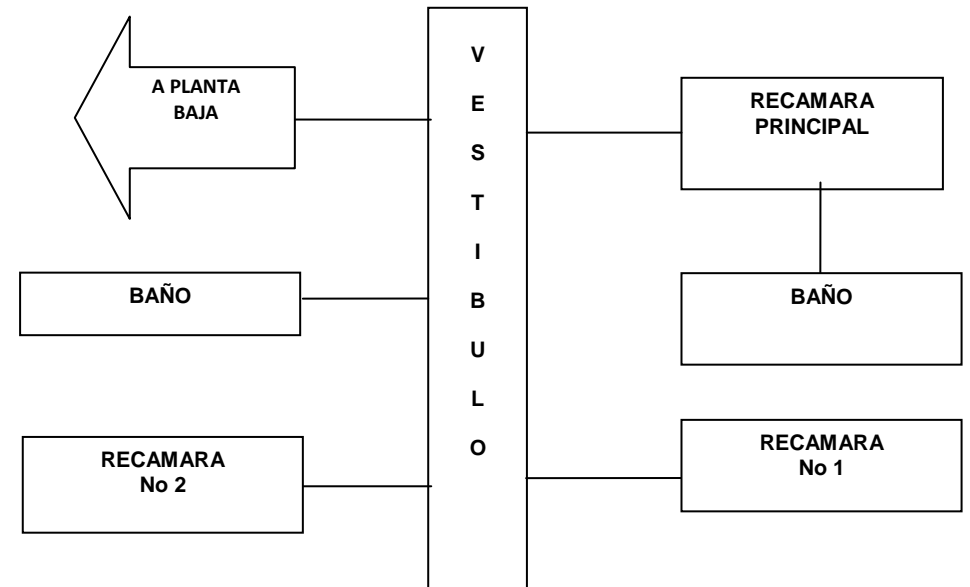 A PLANTA
BAJA
V
E
S
T
I
B
U
L
O
RECAMARA
PRINCIPAL
BAÑO
BAÑO
RECAMARA
No 2
RECAMARA
No 1